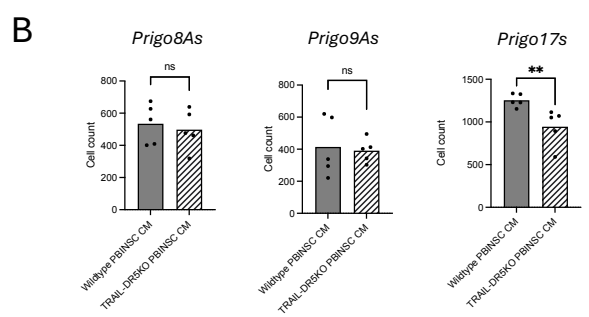 B
Prigo8As
ns
800
600
400
200
0
Cell count
Wildtype PBINSC CM
TRAIL-DR5KO PBINSC CM
Prigo9As
ns
800
600
400
200
0
Cell count
Wildtype PBINSC CM
TRAIL-DR5KO PBINSC CM
Prigo17s
**
1500
1000
500
0
Cell count
Wildtype PBINSC CM
TRAIL-DR5KO PBINSC CM